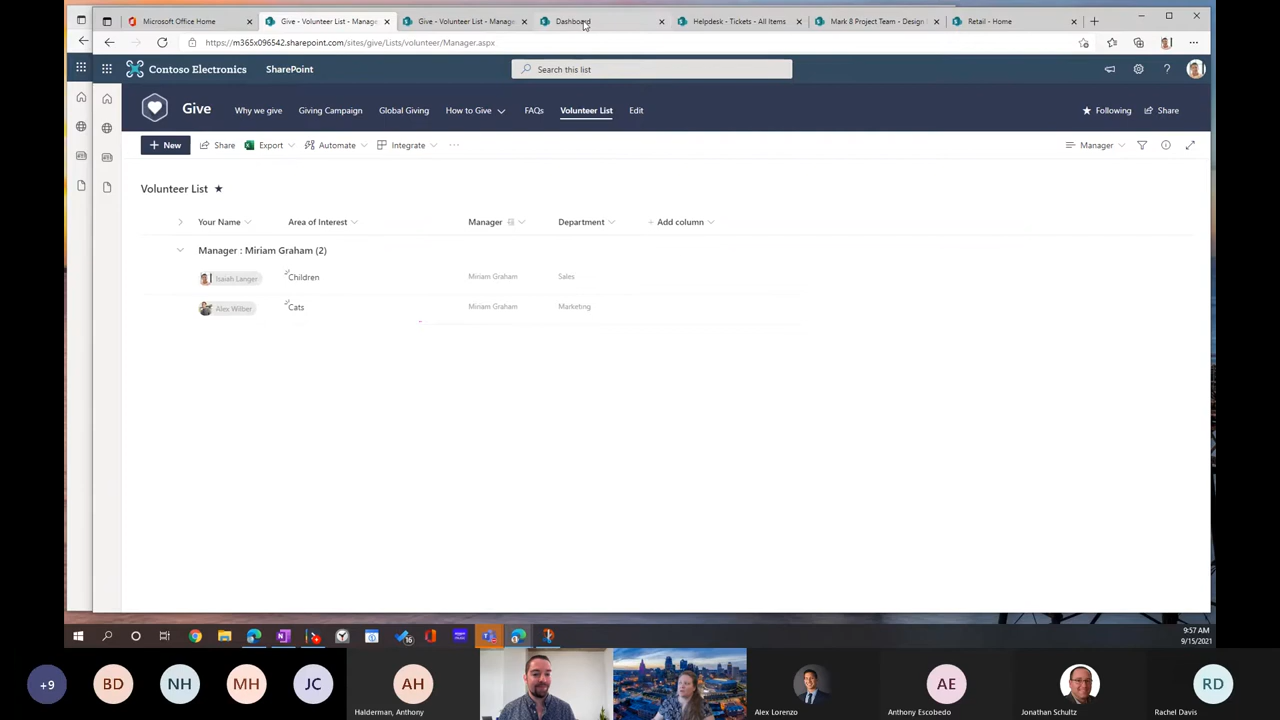 Microsoft Office Home
Give - Volunteer List - Manage
Give - Volunteer List - Manage
Dashboard
Helpdesk - Tickets - All Items
Mark 8 Project Team - Design
Retail - Home
https://m365x096542.sharepoint.com/sites/give/Lists/volunteer/Manager.aspx
Contoso Electronics
SharePoint
Search this list
Give
Why we give
Giving Campaign
Global Giving
How to Give
FAQs
Volunteer List
Edit
Following
Share
New
Share
Export
Automate
Integrate
Manager
Volunteer List
Your Name
Area of Interest
Manager
Department
Add column
Manager : Miriam Graham (2)
Isaiah Langer
Children
Miriam Graham
Sales
Alex Wilber
Cats
Miriam Graham
Marketing
16
9:57 AM
9/15/2021
+9
BD
NH
MH
JC
AH
Halderman, Anthony
Alex Lorenzo
AE
Anthony Escobedo
Jonathan Schultz
RD
Rachel Davis